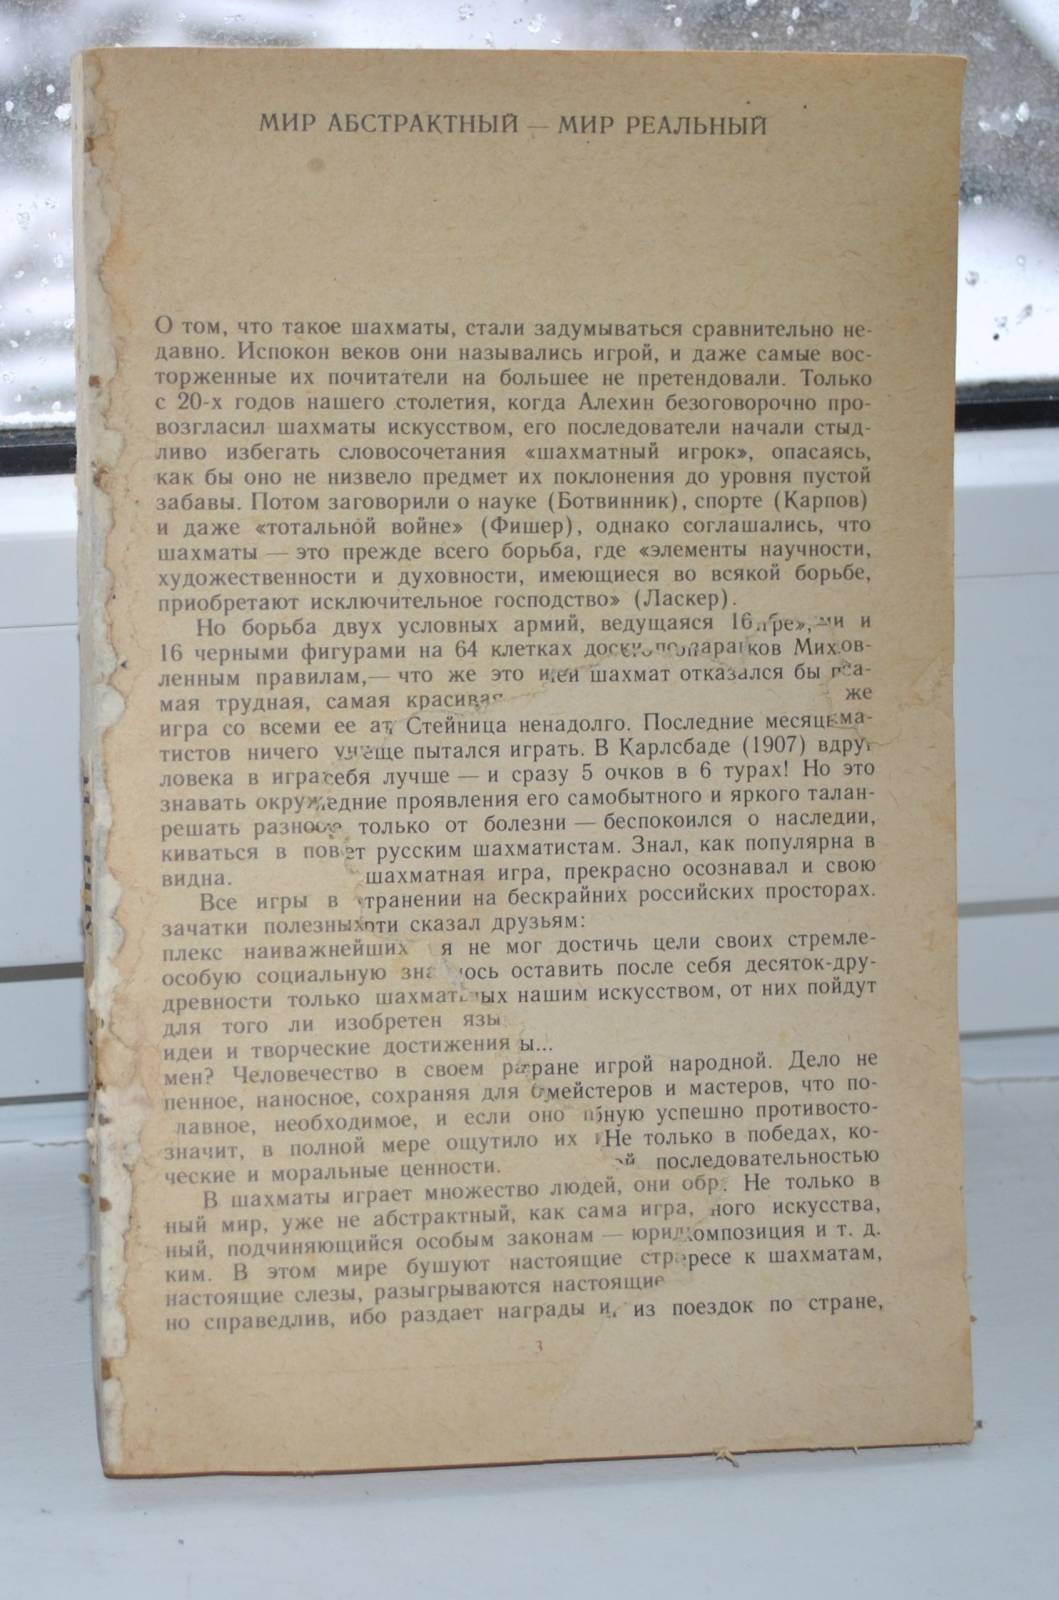 МИР АБСТРАКТНЫЙ — МИР РЕАЛЬНЫЙ
О том, что такое шахматы, стали задумываться сравнительно не-
давно. Испокон веков они назывались игрой, и даже самые вос-
торженные их почитатели на большее не претендовали. Только
с 20-х годов нашего столетия, когда Алехин безоговорочно про-
возгласил шахматы искусством, его последователи начали стыд-
ливо избегать словосочетания «шахматный игрок», опасаясь,
как бы оно не низвело предмет их поклонения до уровня пустой
забавы. Потом заговорили о науке (Ботвинник), спорте (Карпов)
и даже «тотальной войне» (Фишер), однако соглашались, что
шахматы — это прежде всего борьба, где «элементы научности,
художественности и духовности, имеющиеся во всякой борьбе,
приобретают исключительное господство» (Ласкер).
Но борьба двух условных армий, ведущаяся 16 и
16 черными фигурами на 64 клетках
ленным правилам,— что же это шахмат отказался бы
мая трудная, самая же
игра со всеми ее Стейница ненадолго. Последние
тистов ничего пытался играть. В Карлсбаде (1907)
ловека в лучше — и сразу 5 очков в 6 турах! Но это
знавать проявления его самобытного и яркого талан-
решать только от болезни — беспокоился о наследии,
киваться в русским шахматистам. Знал, как популярна в
видна. шахматная игра, прекрасно осознавал и свою
Все игры в странении на бескрайних российских просторах.
зачатки сказал друзьям:
плекс наиважнейших я не мог достичь цели своих стремле-
особую социальную ось оставить после себя десяток-дру-
древности только ых нашим искусством, от них пойдут
для того ли изобретен
идеи и творческие достижения ы...
мен? Человечество в своем ране игрой народной. Дело не
пенное, наносное, сохраняя для мейстеров и мастеров, что по-
лавное, необходимое, и если оно ную успешно противосто-
значит, в полной мере ощутило их Не только в победах, ко-
ческие и моральные ценности. ой последовательностью
В шахматы играет множество людей, они Не только в
ный мир, уже не абстрактный, как сама игра, ного искусства,
ный, подчиняющийся особым законам — композиция и т. д.
ким. В этом мире бушуют настоящие ресе к шахматам,
настоящие слезы, разыгрываются настоящие
но справедлив, ибо раздает награды и из поездок по стране,
3